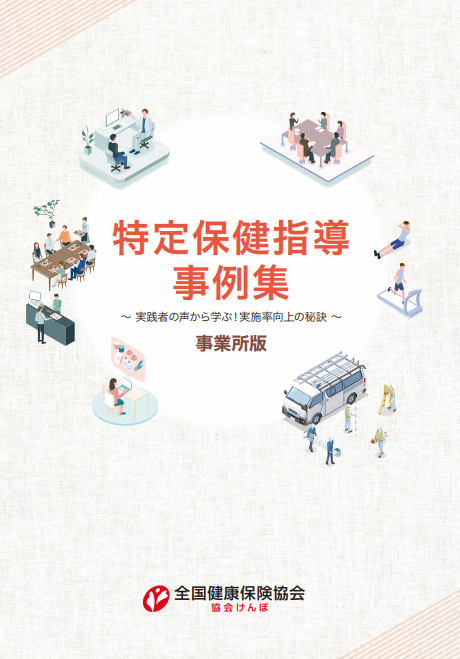 特定保健指導
事例集
～ 実践者の声から学ぶ！実施率向上の秘訣 ～
事業所版
全国健康保険協会
協会けんぽ